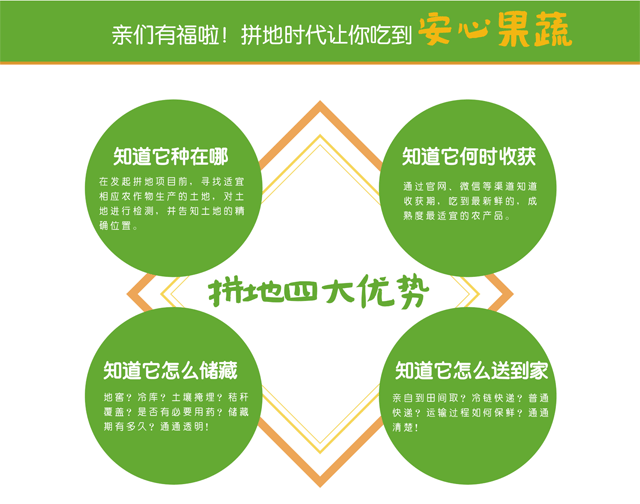 亲们有福啦！拼地时代让你吃到安心果蔬
知道它种在哪
在发起拼地项目前，寻找适宜
相应农作物生产的土地，对土
地进行检测，并告知土地的精
确位置。
知道它何时收获
通过官网、微信等渠道知道
收获期，吃到最新鲜的，成
熟度最适宜的农产品。
拼地四大优势
知道它怎么储藏
地窖？冷库？土壤掩埋？秸秆
覆盖？是否有必要用药？储藏
期有多久？通通透明！
知道它怎么送到家
亲自到田间取？冷链快递？普通
快递？运输过程如何保鲜？通通
清楚！